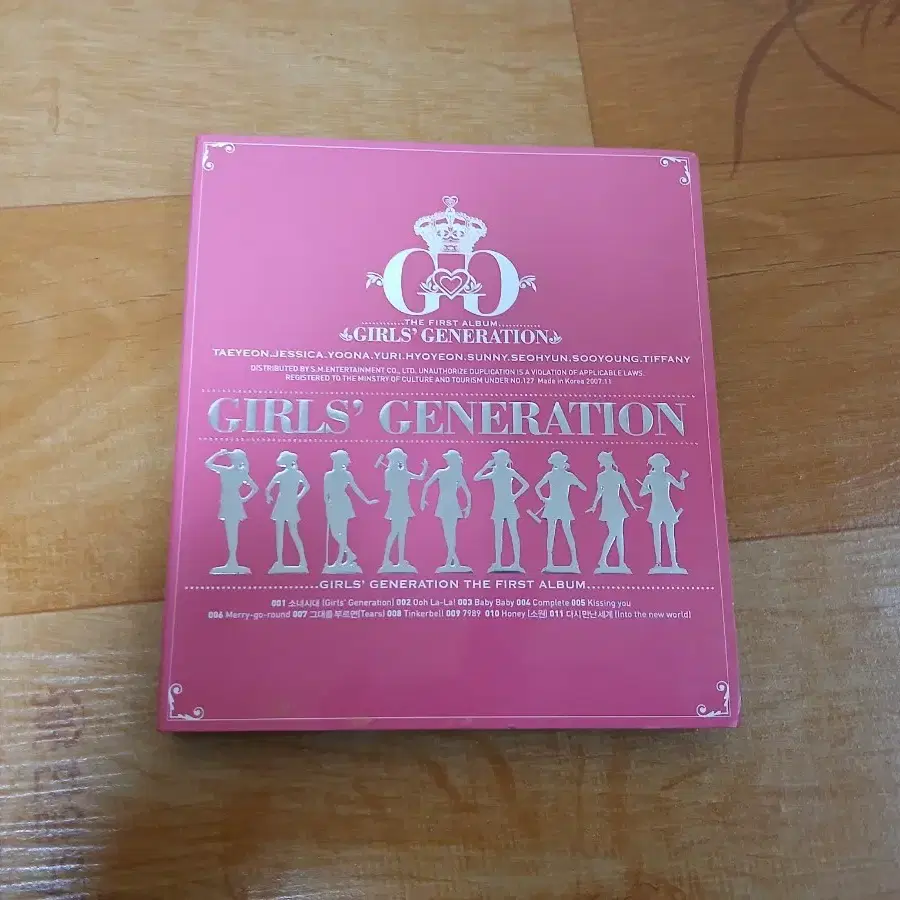 GG
THE FIRST ALBUM
GIRLS' GENERATION
TAEYEON.JESSICA.YOONA.YURI.HYOYEON.SUNNY.SEOHYUN.SOOYOUNG.TIFFANY
DISTRIBUTED BY S.M.ENTERTAINMENT CO., LTD. UNAUTHORIZE DUPLICATION IS A VIOLATION OF APPLICABLE LAWS.
REGISTERED TO THE MINSTRY OF CULTURE AND TOURISM UNDER NO.127 Made in Korea 2007.11
GIRLS' GENERATION
GIRLS' GENERATION THE FIRST ALBUM
001 소녀시대 (Girls' Generation) 002 Ooh La-La! 003 Baby Baby 004 Complete 005 Kissing you
006 Merry-go-round 007 그대를 부르면(Tears) 008 Tinkerbell 009 7989 010 Honey (소원) 011 다시 만난 세계 (Into the new world)